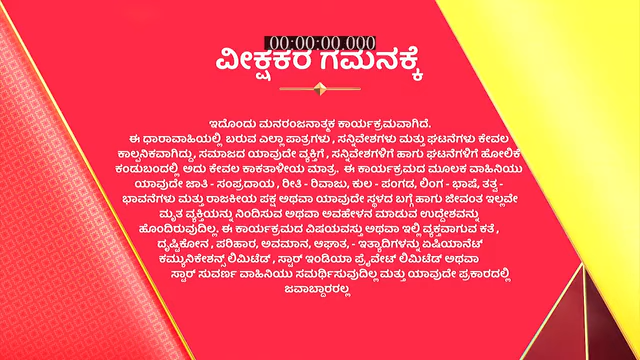 00:00:00.000
ವೀಕ್ಷಕರ ಗಮನಕ್ಕೆ
ಇದೊಂದು ಮನರಂಜನಾತ್ಮಕ ಕಾರ್ಯಕ್ರಮವಾಗಿದೆ.
ಈ ಧಾರಾವಾಹಿಯಲ್ಲಿ ಬರುವ ಎಲ್ಲಾ ಪಾತ್ರಗಳು , ಸನ್ನಿವೇಶಗಳು ಮತ್ತು ಘಟನೆಗಳು ಕೇವಲ
ಕಾಲ್ಪನಿಕವಾಗಿದ್ದು, ಸಮಾಜದ ಯಾವುದೇ ವ್ಯಕ್ತಿಗೆ , ಸನ್ನಿವೇಶಗಳಿಗೆ ಹಾಗು ಘಟನೆಗಳಿಗೆ ಹೋಲಿಕೆ
ಕಂಡುಬಂದಲ್ಲಿ ಅದು ಕೇವಲ ಕಾಕತಾಳೀಯ ಮಾತ್ರ. ಈ ಕಾರ್ಯಕ್ರಮದ ಮೂಲಕ ವಾಹಿನಿಯು
ಯಾವುದೇ ಜಾತಿ - ಸಂಪ್ರದಾಯ , ರೀತಿ - ರಿವಾಜು, ಕುಲ - ಪಂಗಡ, ಲಿಂಗ - ಭಾಷೆ, ತತ್ವ -
ಭಾವನೆಗಳು ಮತ್ತು ರಾಜಕೀಯ ಪಕ್ಷ ಅಥವಾ ಯಾವುದೇ ಸ್ಥಳದ ಬಗ್ಗೆ ಹಾಗು ಜೀವಂತ ಇಲ್ಲವೇ
ಮೃತ ವ್ಯಕ್ತಿಯನ್ನು ನಿಂದಿಸುವ ಅಥವಾ ಅವಹೇಳನ ಮಾಡುವ ಉದ್ದೇಶವನ್ನು
ಹೊಂದಿರುವುದಿಲ್ಲ. ಈ ಕಾರ್ಯಕ್ರಮದ ವಿಷಯವಸ್ತು ಅಥವಾ ಇಲ್ಲಿ ವ್ಯಕ್ತವಾಗುವ ಕತೆ ,
ದೃಷ್ಟಿಕೋನ , ಪರಿಹಾರ, ಅವಮಾನ, ಆಘಾತ, - ಇತ್ಯಾದಿಗಳನ್ನು ಏಷಿಯಾನೆಟ್
ಕಮ್ಯುನಿಕೇಶನ್ಸ್ ಲಿಮಿಟೆಡ್ , ಸ್ಟಾರ್ ಇಂಡಿಯಾ ಪ್ರೈವೇಟ್ ಲಿಮಿಟೆಡ್ ಅಥವಾ
ಸ್ಟಾರ್ ಸುವರ್ಣ ವಾಹಿನಿಯು ಸಮರ್ಥಿಸುವುದಿಲ್ಲ ಮತ್ತು ಯಾವುದೇ ಪ್ರಕಾರದಲ್ಲಿ
ಜವಾಬ್ದಾರರಲ್ಲ